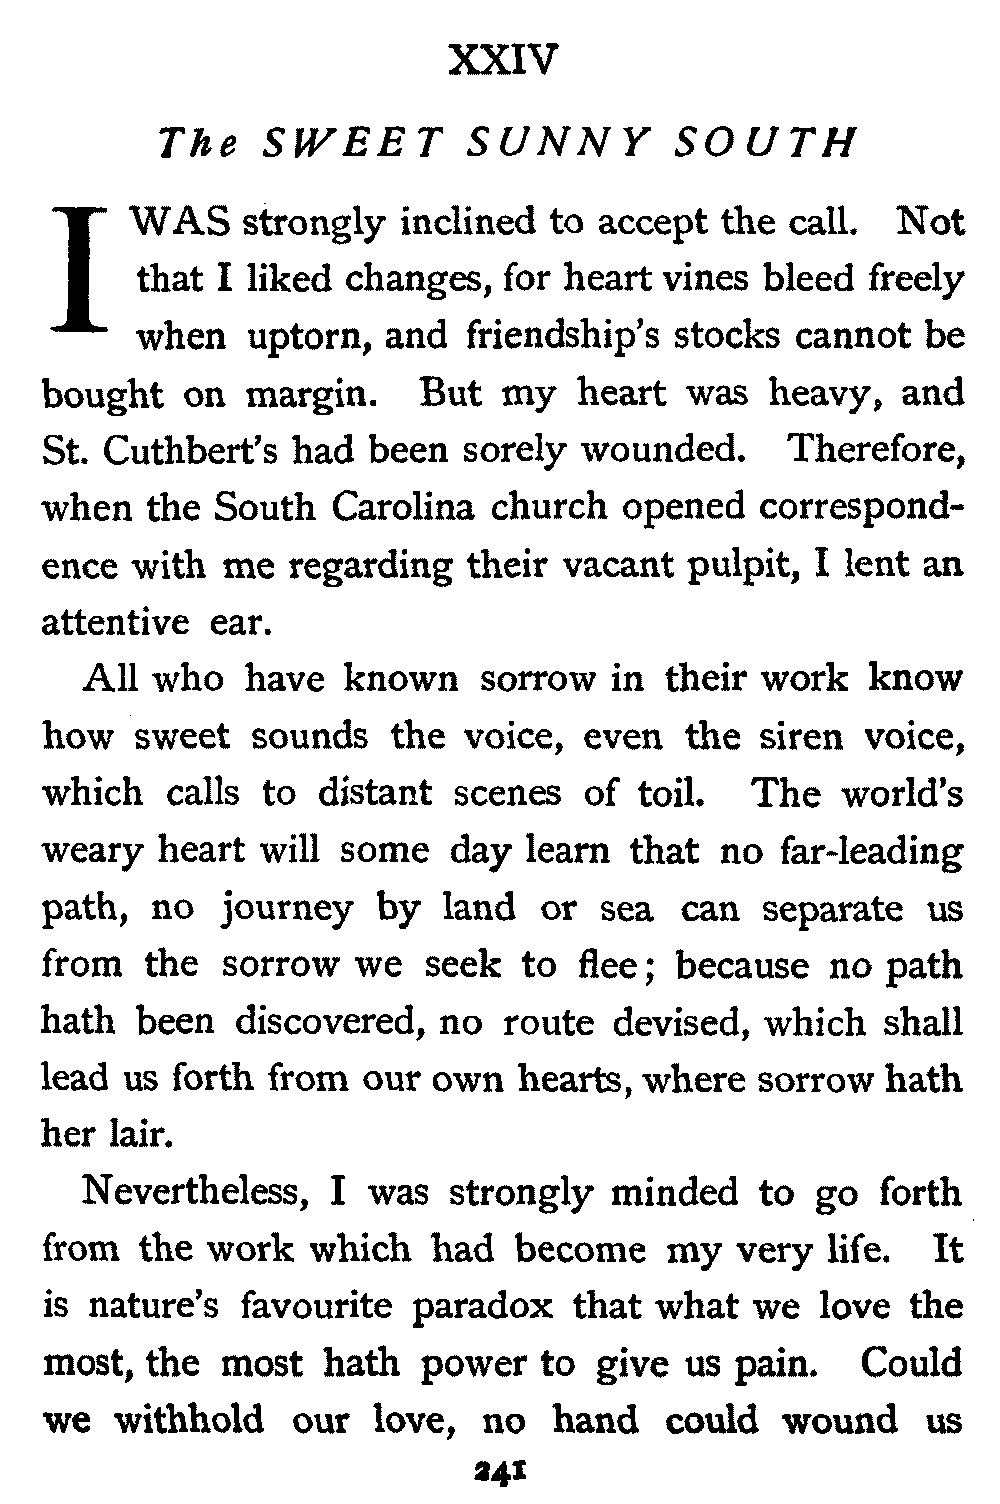 XXIV
The SWEET SUNNY SOUTH
I WAS strongly inclined to accept the call. Not
that I liked changes, for heart vines bleed freely
when uptorn, and friendship's stocks cannot be
bought on margin. But my heart was heavy, and
St. Cuthbert's had been sorely wounded. Therefore,
when the South Carolina church opened correspond-
ence with me regarding their vacant pulpit, I lent an
attentive ear.
All who have known sorrow in their work know
how sweet sounds the voice, even the siren voice,
which calls to distant scenes of toil. The world's
weary heart will some day learn that no far-leading
path, no journey by land or sea can separate us
from the sorrow we seek to flee; because no path
hath been discovered, no route devised, which shall
lead us forth from our own hearts, where sorrow hath
her lair.
Nevertheless, I was strongly minded to go forth
from the work which had become my very life. It
is nature's favourite paradox that what we love the
most, the most hath power to give us pain. Could
we withhold our love, no hand could wound us
241